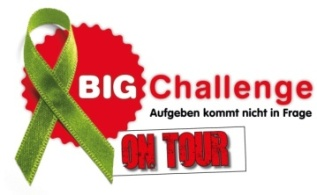 BIG Challenge
Aufgeben kommt nicht in Frage
ON TOUR